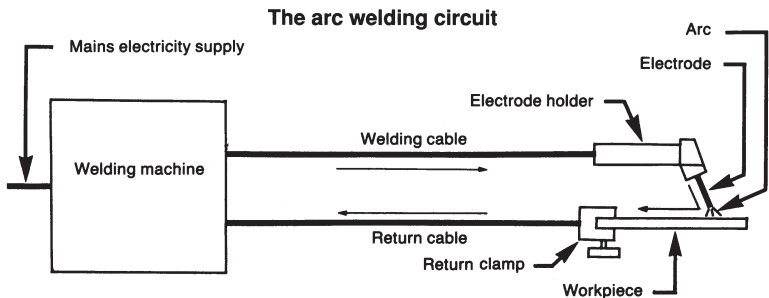 The arc welding circuit
Mains electricity supply
Arc
Electrode
Electrode holder
Welding cable
Welding machine
Return cable
Return clamp
Workpiece